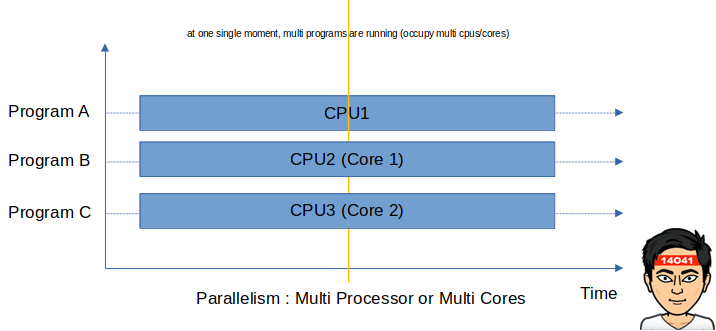 at one single moment, multi programs are running (occupy multi cpus/cores)
Program A
CPU1
Program B
CPU2 (Core 1)
Program C
CPU3 (Core 2)
14041
Time
Parallelism : Multi Processor or Multi Cores